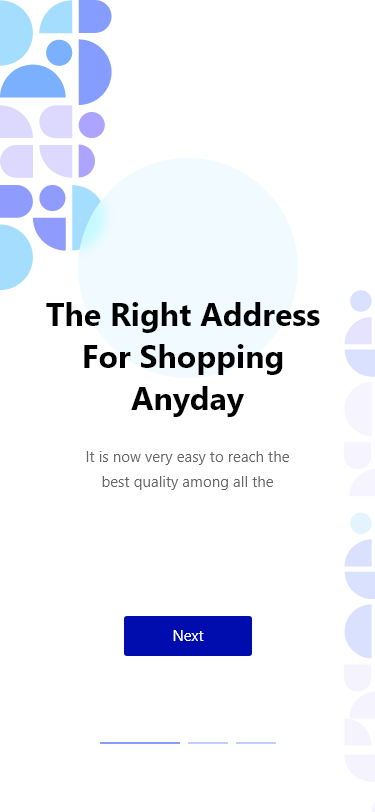 The Right Address
For Shopping
Anyday
It is now very easy to reach the
best quality among all the
Next